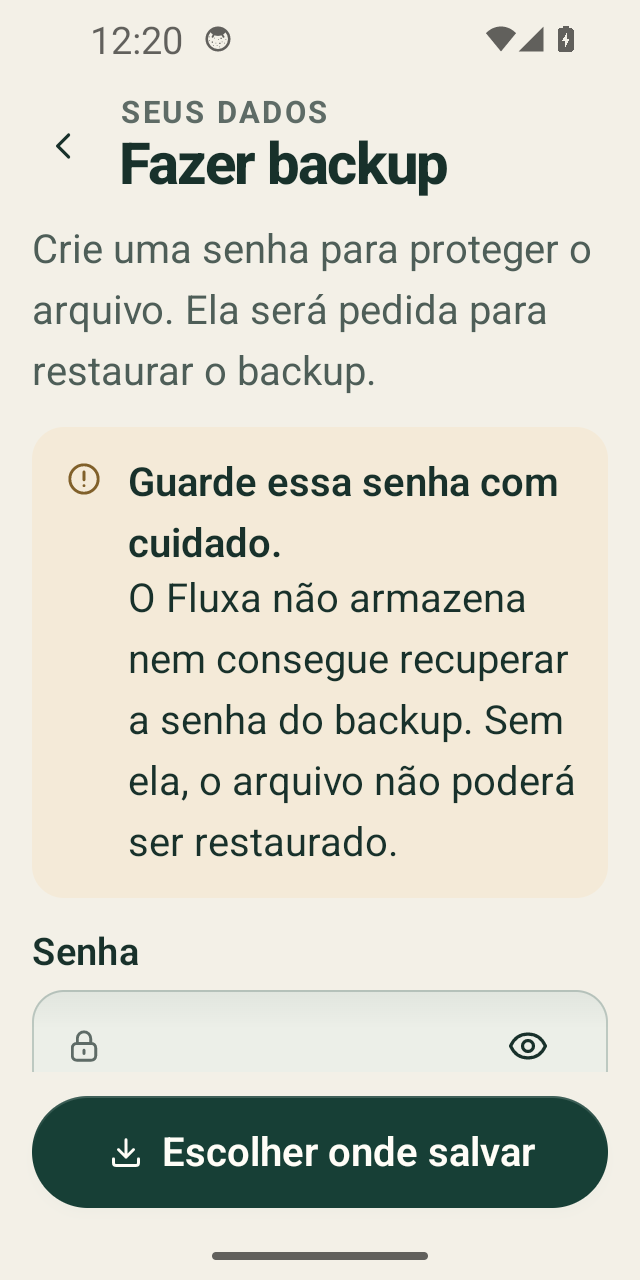 12:20
SEUS DADOS
Fazer backup
Crie uma senha para proteger o
arquivo. Ela será pedida para
restaurar o backup.
Guarde essa senha com
cuidado.
O Fluxa não armazena
nem consegue recuperar
a senha do backup. Sem
ela, o arquivo não poderá
ser restaurado.
Senha
Escolher onde salvar